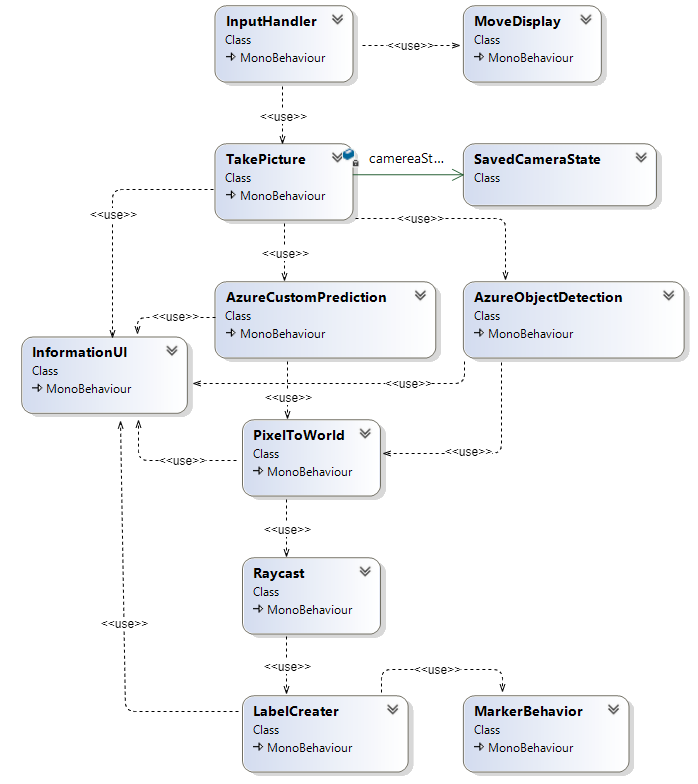 InputHandler
Class
MonoBehaviour
<<use>>
MoveDisplay
Class
MonoBehaviour
<<use>>
TakePicture
Class
MonoBehaviour
camereaSt...
SavedCameraState
Class
<<use>>
<<use>>
<<use>>
AzureCustomPrediction
Class
MonoBehaviour
AzureObjectDetection
Class
MonoBehaviour
<<use>>
InformationUI
Class
MonoBehaviour
<<use>>
<<use>>
PixelToWorld
Class
MonoBehaviour
<<use>>
<<use>>
<<use>>
Raycast
Class
MonoBehaviour
<<use>>
<<use>>
LabelCreater
Class
MonoBehaviour
<<use>>
MarkerBehavior
Class
MonoBehaviour